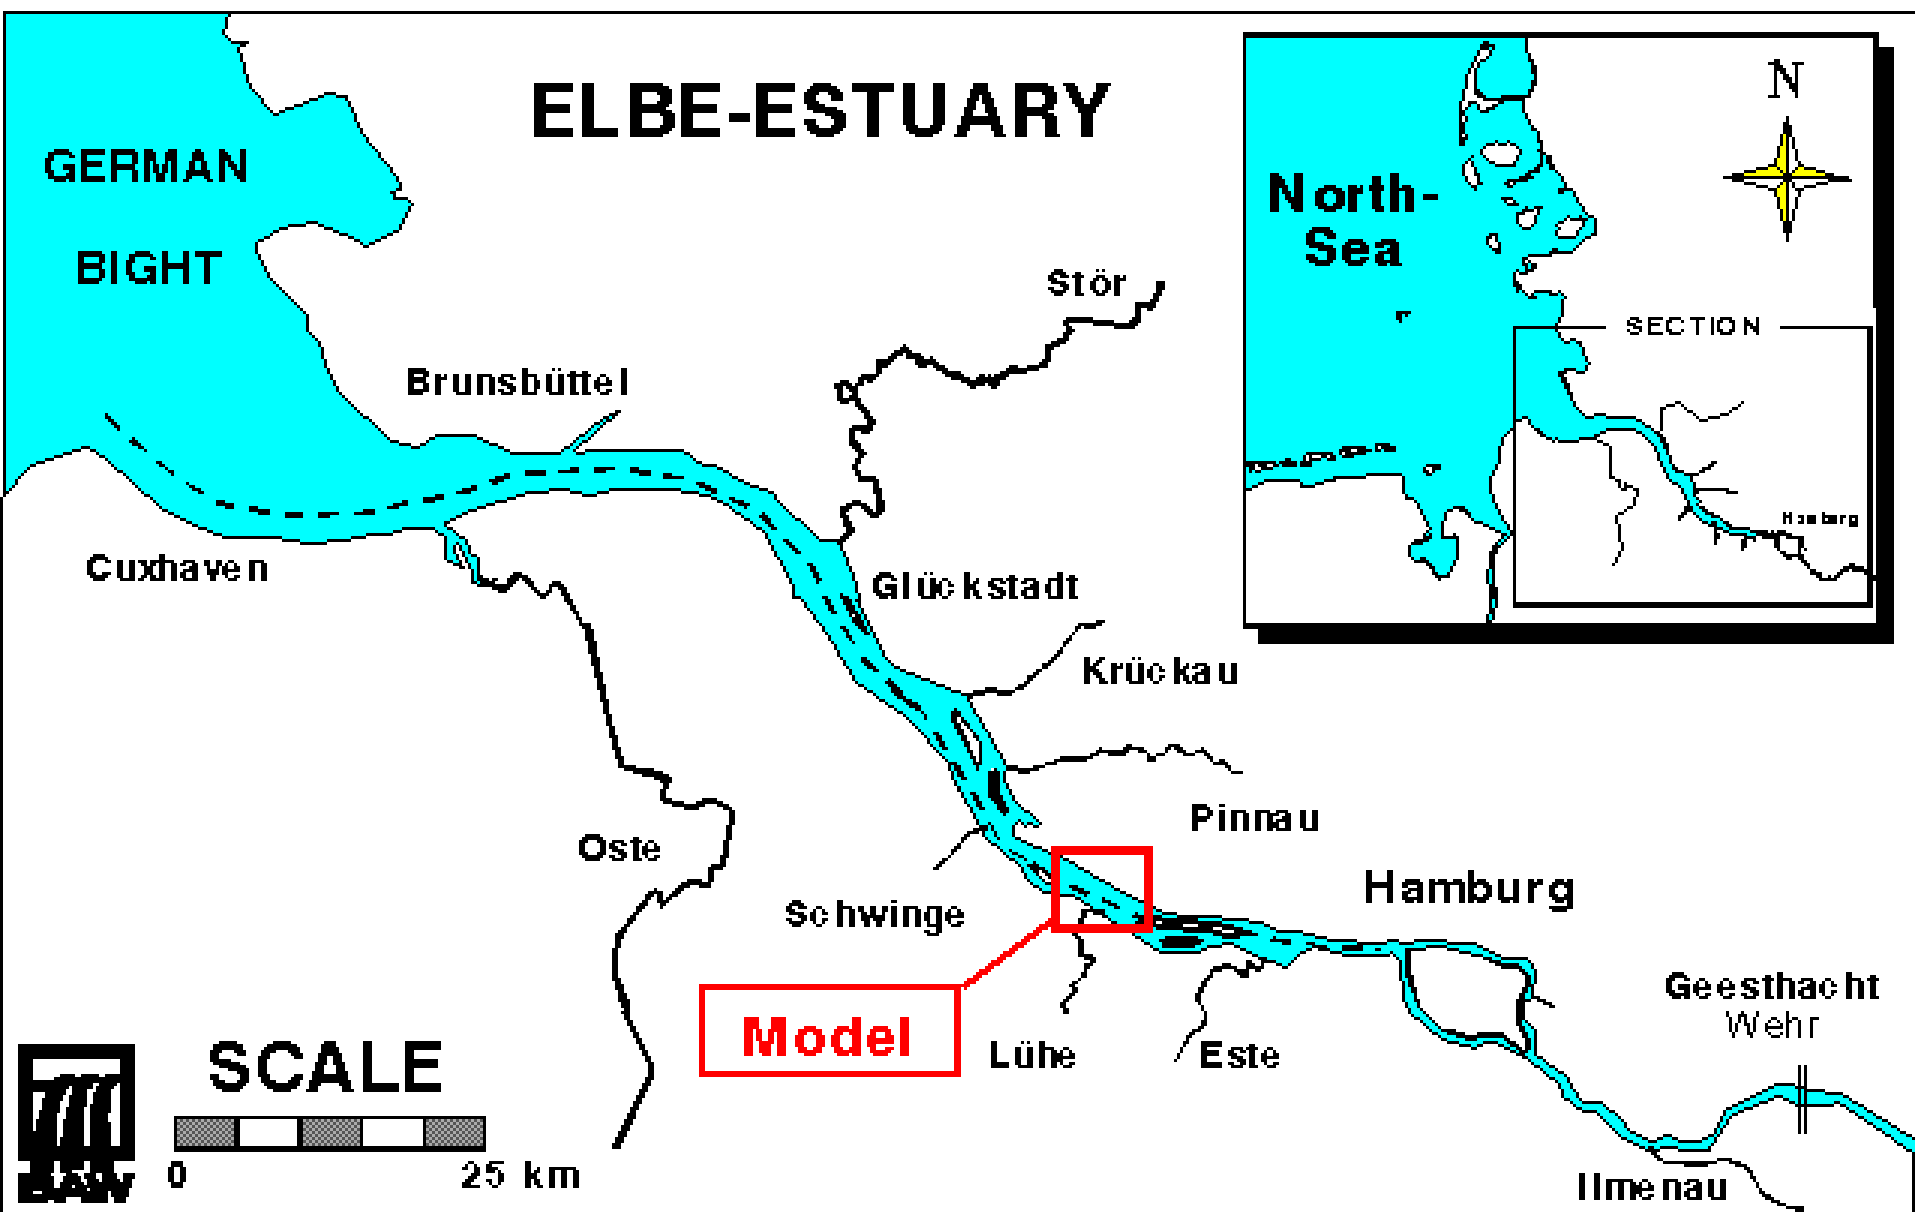 ELBE-ESTUARY
GERMAN
BIGHT
N
North-
Sea
SECTION
Hamburg
Stör
Brunsbüttel
Cuxhaven
Glückstadt
Krückau
Pinnau
Oste
Schwinge
Hamburg
Model
Lühe
Este
Geesthacht
Wehr
Ilmenau
SCALE
0
25 km
BAW